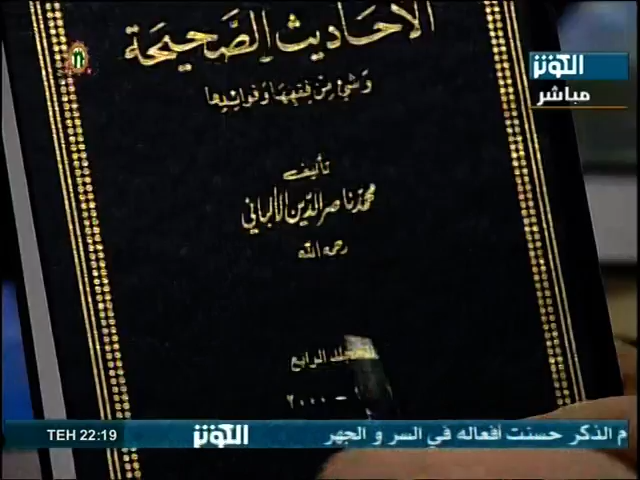 الأحاديث الصحيحة
وشيء من فقهها وفوائدها
تأليف
محمد ناصر الدين الألباني
رحمه الله
المجلد الرابع
٢٠٠٠ -
الكوثر
مباشر
TEH 22:19
الكوثر
م الذكر حسنت أفعاله في السر و الجهر